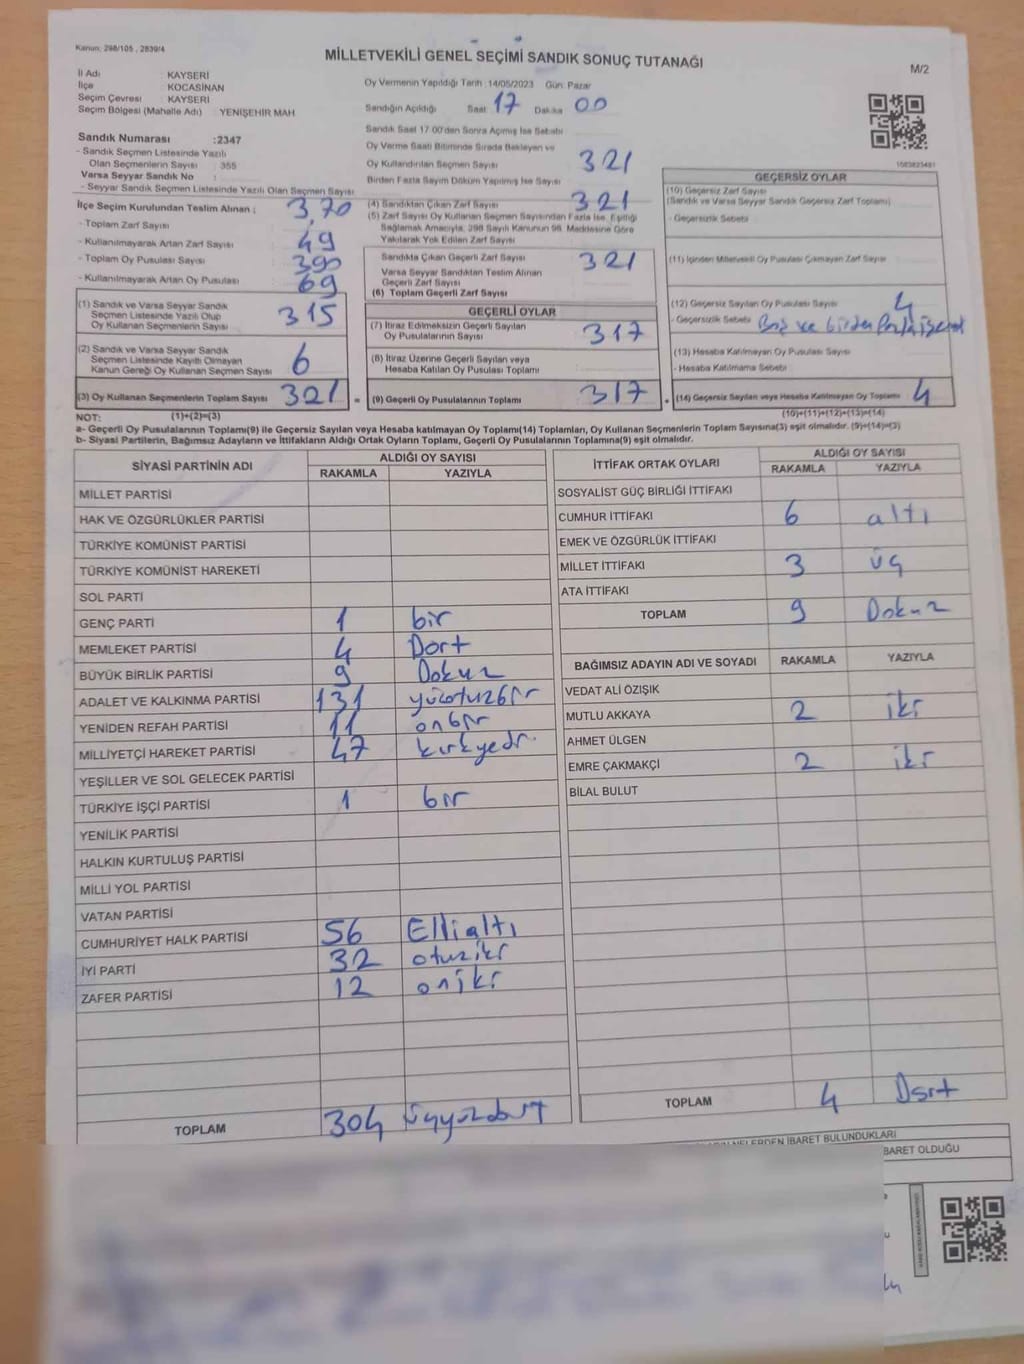 Kanun: 298/105 , 2839/4
MİLLETVEKİLİ GENEL SEÇİMİ SANDIK SONUÇ TUTANAĞI
M/2
İl Adı : KAYSERİ
İlçe : KOCASİNAN
Seçim Çevresi : KAYSERİ
Seçim Bölgesi (Mahalle Adı) : YENİŞEHİR MAH
Sandık Numarası :2347
- Sandık Seçmen Listesinde Yazılı
Olan Seçmenlerin Sayısı : 355
Varsa Seyyar Sandık No :
- Seyyar Sandık Seçmen Listesinde Yazılı Olan Seçmen Sayısı
İlçe Seçim Kurulundan Teslim Alınan :
- Toplam Zarf Sayısı 370
- Kullanılmayarak Artan Zarf Sayısı 49
- Toplam Oy Pusulası Sayısı 390
- Kullanılmayarak Artan Oy Pusulası 69
(1) Sandık ve Varsa Seyyar Sandık
Seçmen Listesinde Yazılı Olup
Oy Kullanan Seçmenlerin Sayısı 315
(2) Sandık ve Varsa Seyyar Sandık
Seçmen Listesinde Kayıtlı Olmayan
Kanun Gereği Oy Kullanan Seçmen Sayısı 6
(3) Oy Kullanan Seçmenlerin Toplam Sayısı 321
(1)+(2)=(3)
Oy Vermenin Yapıldığı Tarih :14/05/2023 Gün: Pazar
Sandığın Açıldığı Saat 17 Dakika 00
Sandık Saat 17.00'den Sonra Açılmış İse Sebebi
Oy Verme Saati Bitiminde Sırada Bekleyen ve
Oy Kullandırılan Seçmen Sayısı 321
Birden Fazla Sayım Döküm Yapılmış İse Sayısı
(4) Sandıktan Çıkan Zarf Sayısı 321
(5) Zarf Sayısı Oy Kullanan Seçmen Sayısından Fazla İse, Eşitliği
Sağlamak Amacıyla, 298 Sayılı Kanunun 98. Maddesine Göre
Yakılarak Yok Edilen Zarf Sayısı
Sandıkta Çıkan Geçerli Zarf Sayısı 321
Varsa Seyyar Sandıktan Teslim Alınan
Geçerli Zarf Sayısı
(6) Toplam Geçerli Zarf Sayısı
GEÇERLİ OYLAR
(7) İtiraz Edilmeksizin Geçerli Sayılan
Oy Pusulalarının Sayısı 317
(8) İtiraz Üzerine Geçerli Sayılan veya
Hesaba Katılan Oy Pusulası Toplamı
(9) Geçerli Oy Pusulalarının Toplamı 317
1083825481
GEÇERSİZ OYLAR
(10) Geçersiz Zarf Sayısı
(Sandık ve Varsa Seyyar Sandık Geçersiz Zarf Toplamı)
- Geçersizlik Sebebi
(11) İçinden Milletvekili Oy Pusulası Çıkmayan Zarf Sayısı
(12) Geçersiz Sayılan Oy Pusulası Sayısı 4
- Geçersizlik Sebebi Boş ve birden fazla işaret
(13) Hesaba Katılmayan Oy Pusulası Sayısı
- Hesaba Katılmama Sebebi
(14) Geçersiz Sayılan veya Hesaba Katılmayan Oy Toplamı 4
(10)+(11)+(12)+(13)=(14)
NOT:
a- Geçerli Oy Pusulalarının Toplamı(9) ile Geçersiz Sayılan veya Hesaba katılmayan Oy Toplamı(14) Toplamları, Oy Kullanan Seçmenlerin Toplam Sayısına(3) eşit olmalıdır. (9)+(14)=(3)
b- Siyasi Partilerin, Bağımsız Adayların ve İttifakların Aldığı Ortak Oyların Toplamı, Geçerli Oy Pusulalarının Toplamına(9) eşit olmalıdır.
SİYASİ PARTİNİN ADI ALDIĞI OY SAYISI
RAKAMLA YAZIYLA
MİLLET PARTİSİ
HAK VE ÖZGÜRLÜKLER PARTİSİ
TÜRKİYE KOMÜNİST PARTİSİ
TÜRKİYE KOMÜNİST HAREKETİ
SOL PARTİ
GENÇ PARTİ 1 bir
MEMLEKET PARTİSİ 4 Dört
BÜYÜK BİRLİK PARTİSİ 9 Dokuz
ADALET VE KALKINMA PARTİSİ 131 yüzotuzbir
YENİDEN REFAH PARTİSİ 11 onbir
MİLLİYETÇİ HAREKET PARTİSİ 47 kırkyedi
YEŞİLLER VE SOL GELECEK PARTİSİ
TÜRKİYE İŞÇİ PARTİSİ 1 bir
YENİLİK PARTİSİ
HALKIN KURTULUŞ PARTİSİ
MİLLİ YOL PARTİSİ
VATAN PARTİSİ
CUMHURİYET HALK PARTİSİ 56 Ellialtı
İYİ PARTİ 32 otuziki
ZAFER PARTİSİ 12 oniki
TOPLAM 304 üçyüzdört
İTTİFAK ORTAK OYLARI ALDIĞI OY SAYISI
RAKAMLA YAZIYLA
SOSYALİST GÜÇ BİRLİĞİ İTTİFAKI
CUMHUR İTTİFAKI 6 altı
EMEK VE ÖZGÜRLÜK İTTİFAKI
MİLLET İTTİFAKI 3 üç
ATA İTTİFAKI
TOPLAM 9 Dokuz
BAĞIMSIZ ADAYIN ADI VE SOYADI RAKAMLA YAZIYLA
VEDAT ALİ ÖZIŞIK
MUTLU AKKAYA 2 iki
AHMET ÜLGEN
EMRE ÇAKMAKÇİ 2 iki
BİLAL BULUT
TOPLAM 4 Dört
NELERDEN İBARET BULUNDUKLARI
İBARET OLDUĞU